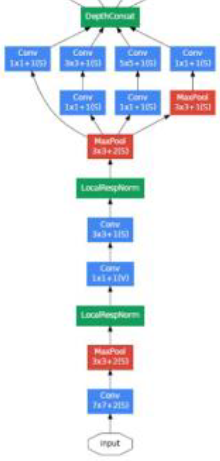 DepthConcat
Conv
1x1+1(S)
Conv
3x3+1(S)
Conv
5x5+1(S)
Conv
1x1+1(S)
Conv
1x1+1(S)
Conv
1x1+1(S)
MaxPool
3x3+1(S)
MaxPool
3x3+2(S)
LocalRespNorm
Conv
3x3+1(S)
Conv
1x1+1(V)
LocalRespNorm
MaxPool
3x3+2(S)
Conv
7x7+2(S)
input